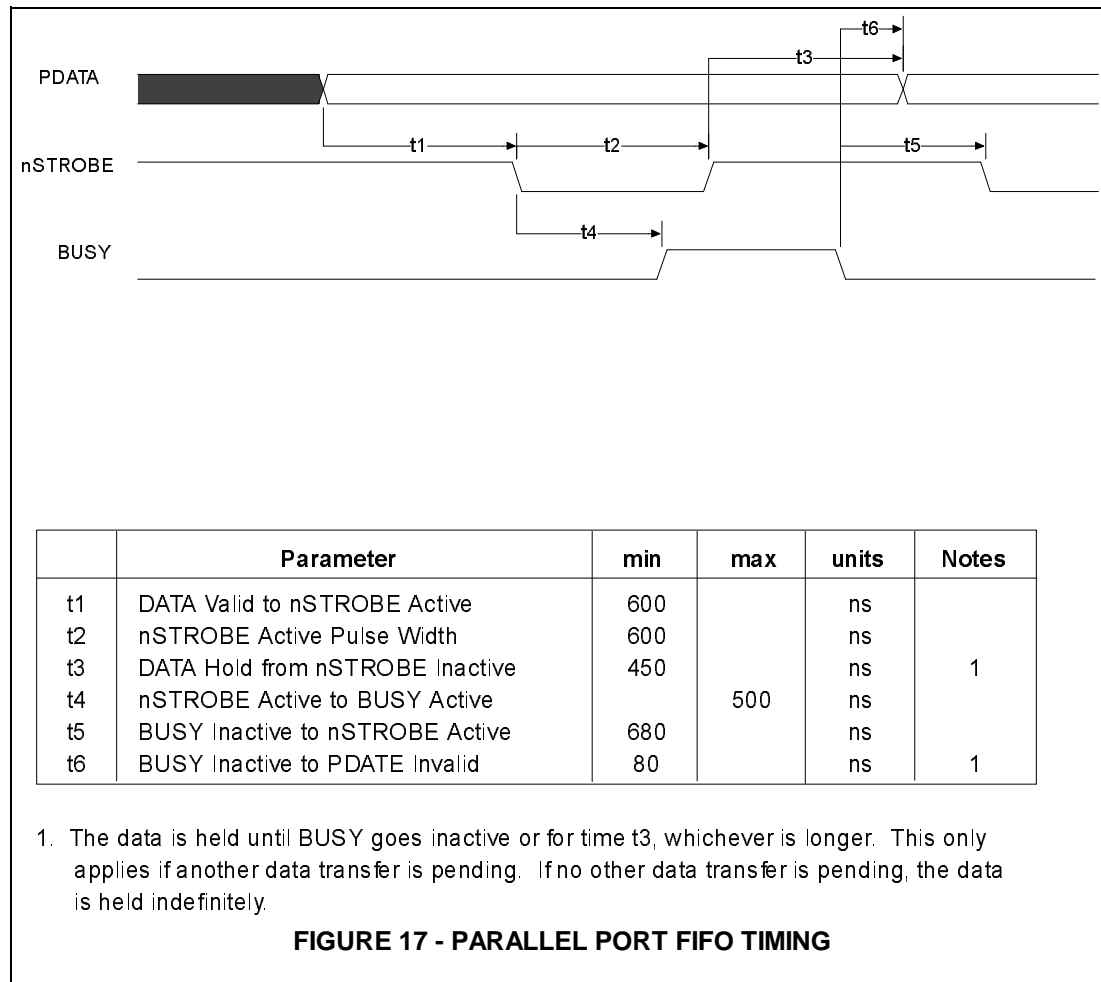 t6
t3
PDATA
t1
t2
t5
nSTROBE
t4
BUSY
Parameter min max units Notes
t1 DATA Valid to nSTROBE Active 600 ns
t2 nSTROBE Active Pulse Width 600 ns
t3 DATA Hold from nSTROBE Inactive 450 ns 1
t4 nSTROBE Active to BUSY Active 500 ns
t5 BUSY Inactive to nSTROBE Active 680 ns
t6 BUSY Inactive to PDATE Invalid 80 ns 1
1. The data is held until BUSY goes inactive or for time t3, whichever is longer. This only
applies if another data transfer is pending. If no other data transfer is pending, the data
is held indefinitely.
FIGURE 17 - PARALLEL PORT FIFO TIMING